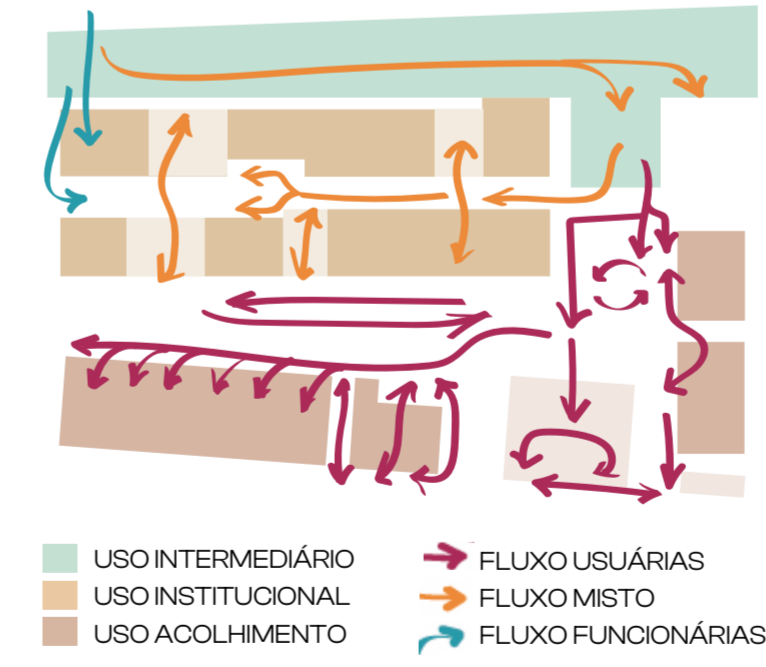 USO INTERMEDIÁRIO
USO INSTITUCIONAL
USO ACOLHIMENTO
FLUXO USUÁRIAS
FLUXO MISTO
FLUXO FUNCIONÁRIAS